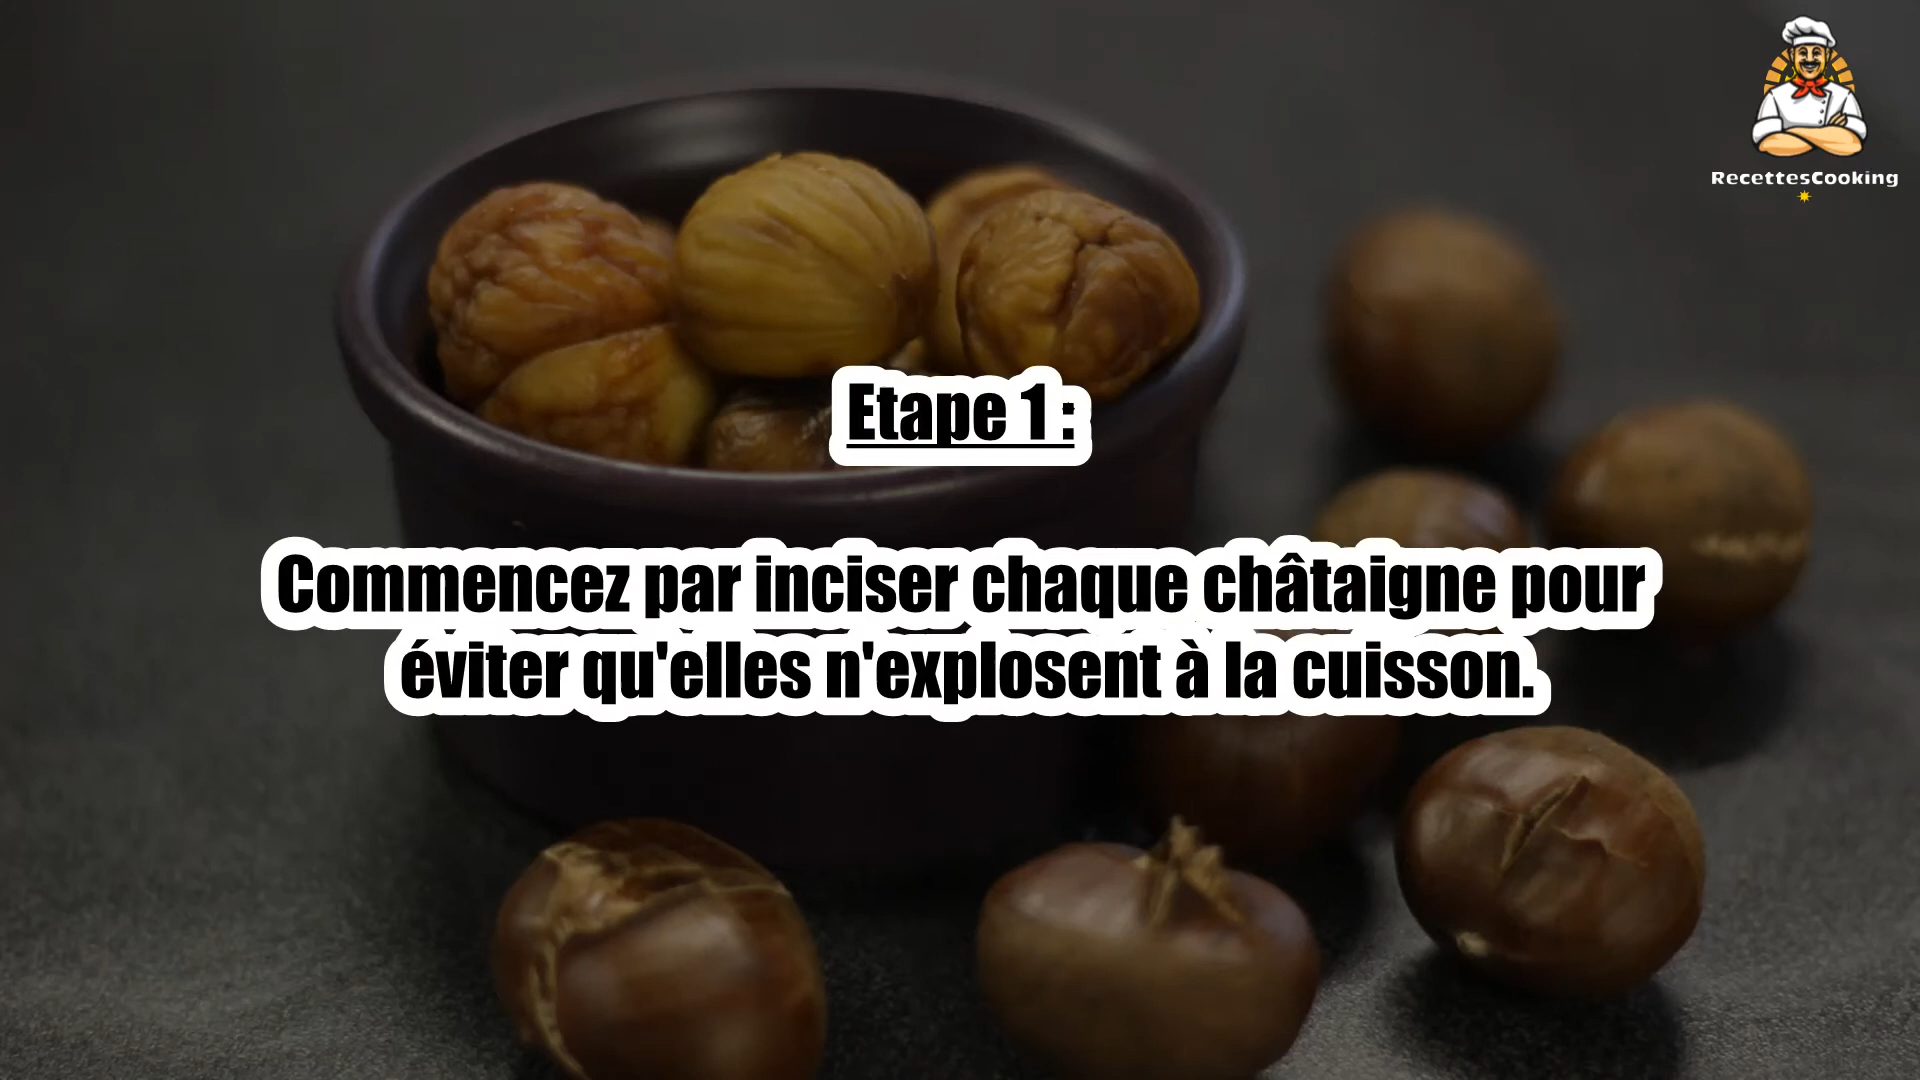 RecettesCooking
Etape 1 :
Commencez par inciser chaque châtaigne pour
éviter qu'elles n'explosent à la cuisson.